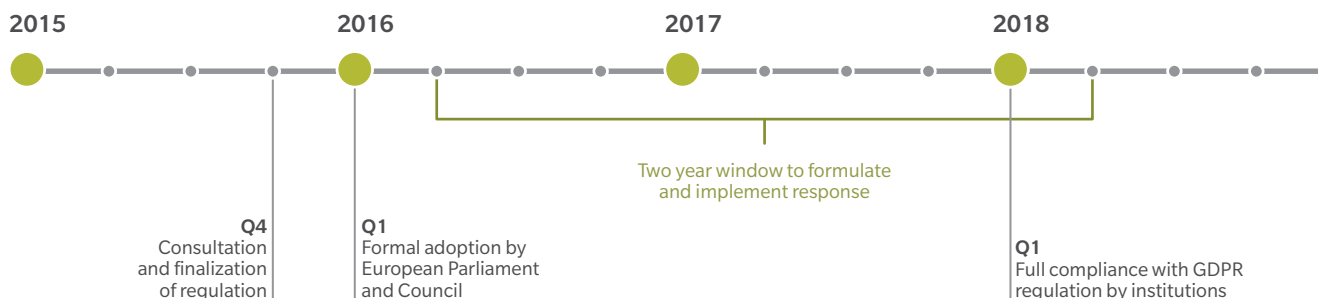 2015
2016
2017
2018
Two year window to formulate
and implement response
Q4
Consultation
and finalization
of regulation
Q1
Formal adoption by
European Parliament
and Council
Q1
Full compliance with GDPR
regulation by institutions